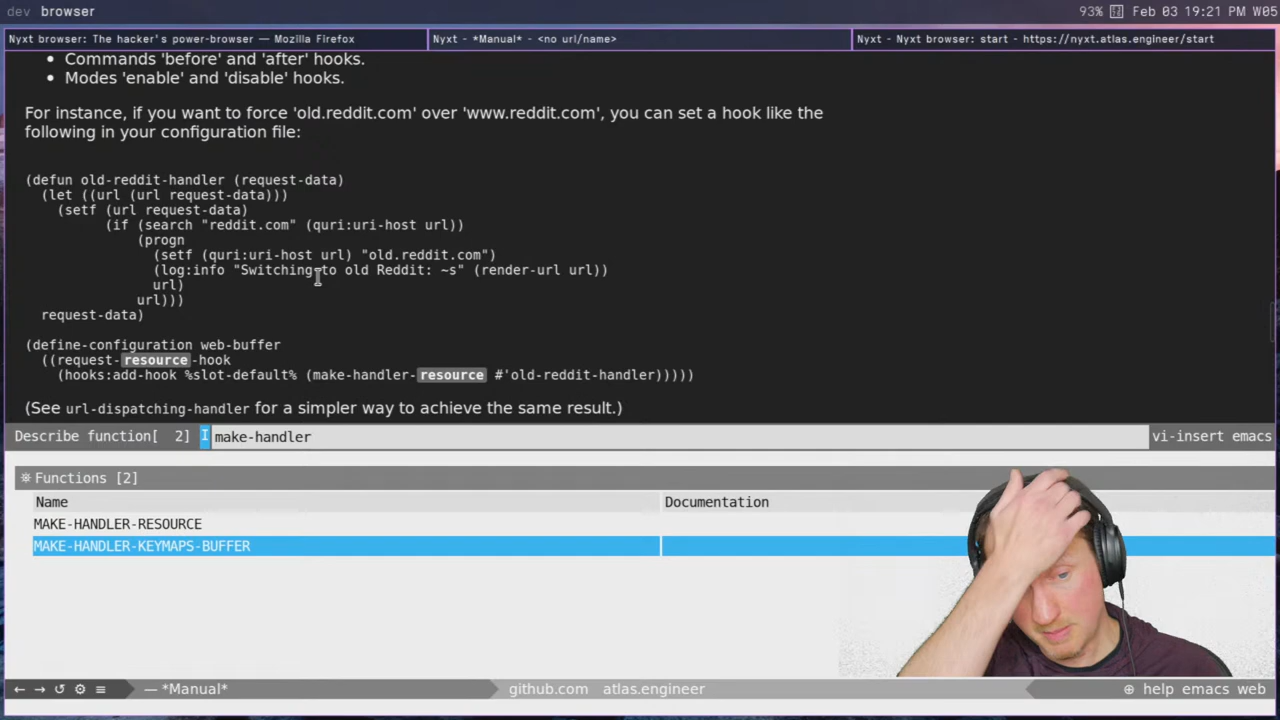 dev browser
93% Feb 03 19:21 PM W05
Nyxt browser: The hacker's power-browser — Mozilla Firefox
Nyxt - *Manual* - <no url/name>
Nyxt - Nyxt browser: start - https://nyxt.atlas.engineer/start
• Commands 'before' and 'after' hooks.
• Modes 'enable' and 'disable' hooks.
For instance, if you want to force 'old.reddit.com' over 'www.reddit.com', you can set a hook like the
following in your configuration file:
(defun old-reddit-handler (request-data)
  (let ((url (url request-data)))
    (setf (url request-data)
          (if (search "reddit.com" (quri:uri-host url))
              (progn
                (setf (quri:uri-host url) "old.reddit.com")
                (log:info "Switching to old Reddit: ~s" (render-url url))
                url)
              url)))
  request-data)
(define-configuration web-buffer
  ((request-resource-hook
    (hooks:add-hook %slot-default% (make-handler-resource #'old-reddit-handler)))))
(See url-dispatching-handler for a simpler way to achieve the same result.)
Describe function[ 2] I make-handler vi-insert emacs
Functions [2]
Name Documentation
MAKE-HANDLER-RESOURCE
MAKE-HANDLER-KEYMAPS-BUFFER
← → ↺ ⚙ ≡ — *Manual* github.com atlas.engineer ⊕ help emacs web